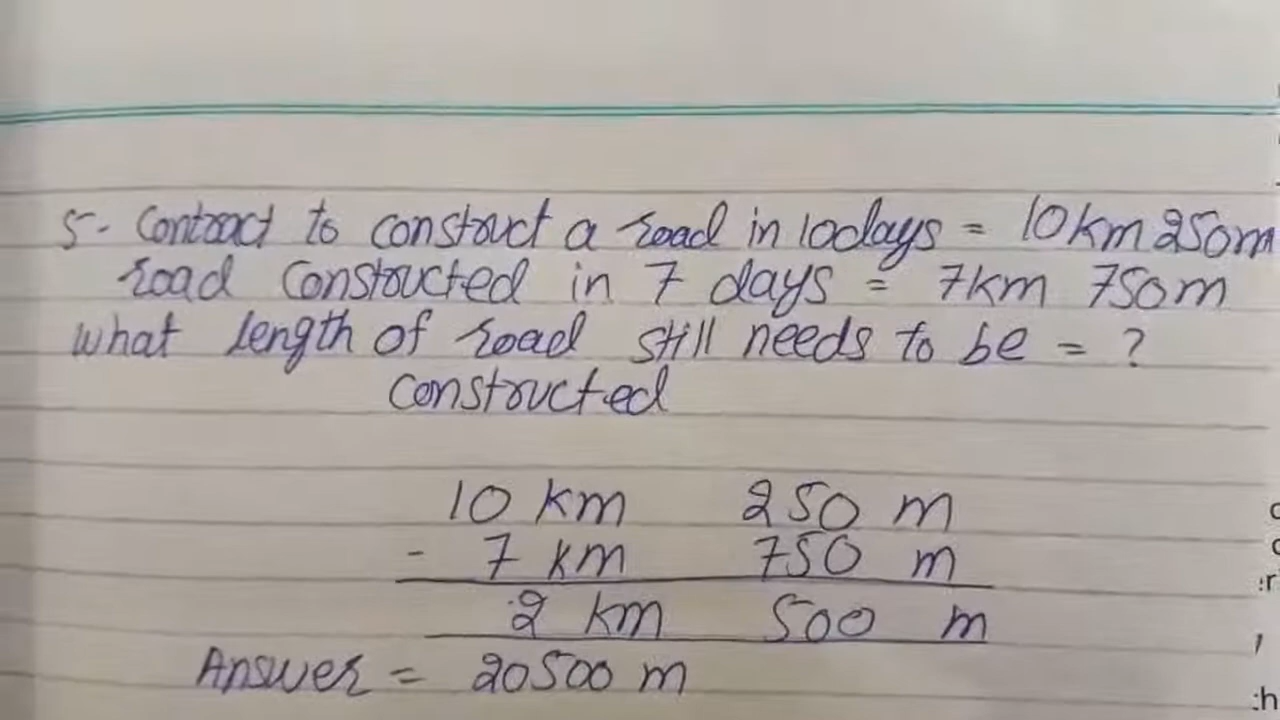 5- Contract to construct a road in 10days = 10km 250m
road constructed in 7 days = 7km 750m
what length of road still needs to be = ?
constructed
10 km 250 m
- 7 km 750 m
2 km 500 m
Answer = 20500 m